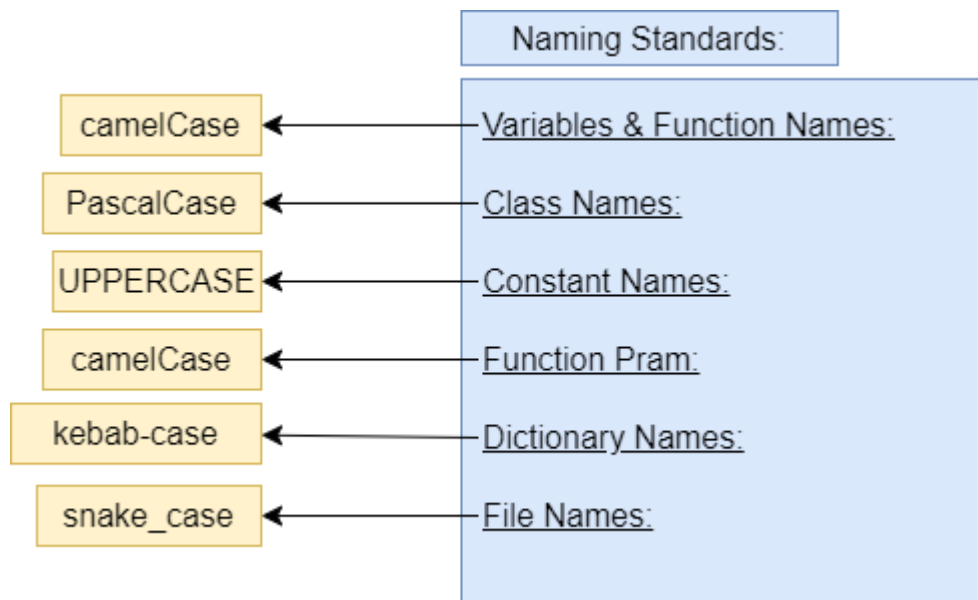 Naming Standards:
camelCase
Variables & Function Names:
PascalCase
Class Names:
UPPERCASE
Constant Names:
camelCase
Function Pram:
kebab-case
Dictionary Names:
snake_case
File Names: